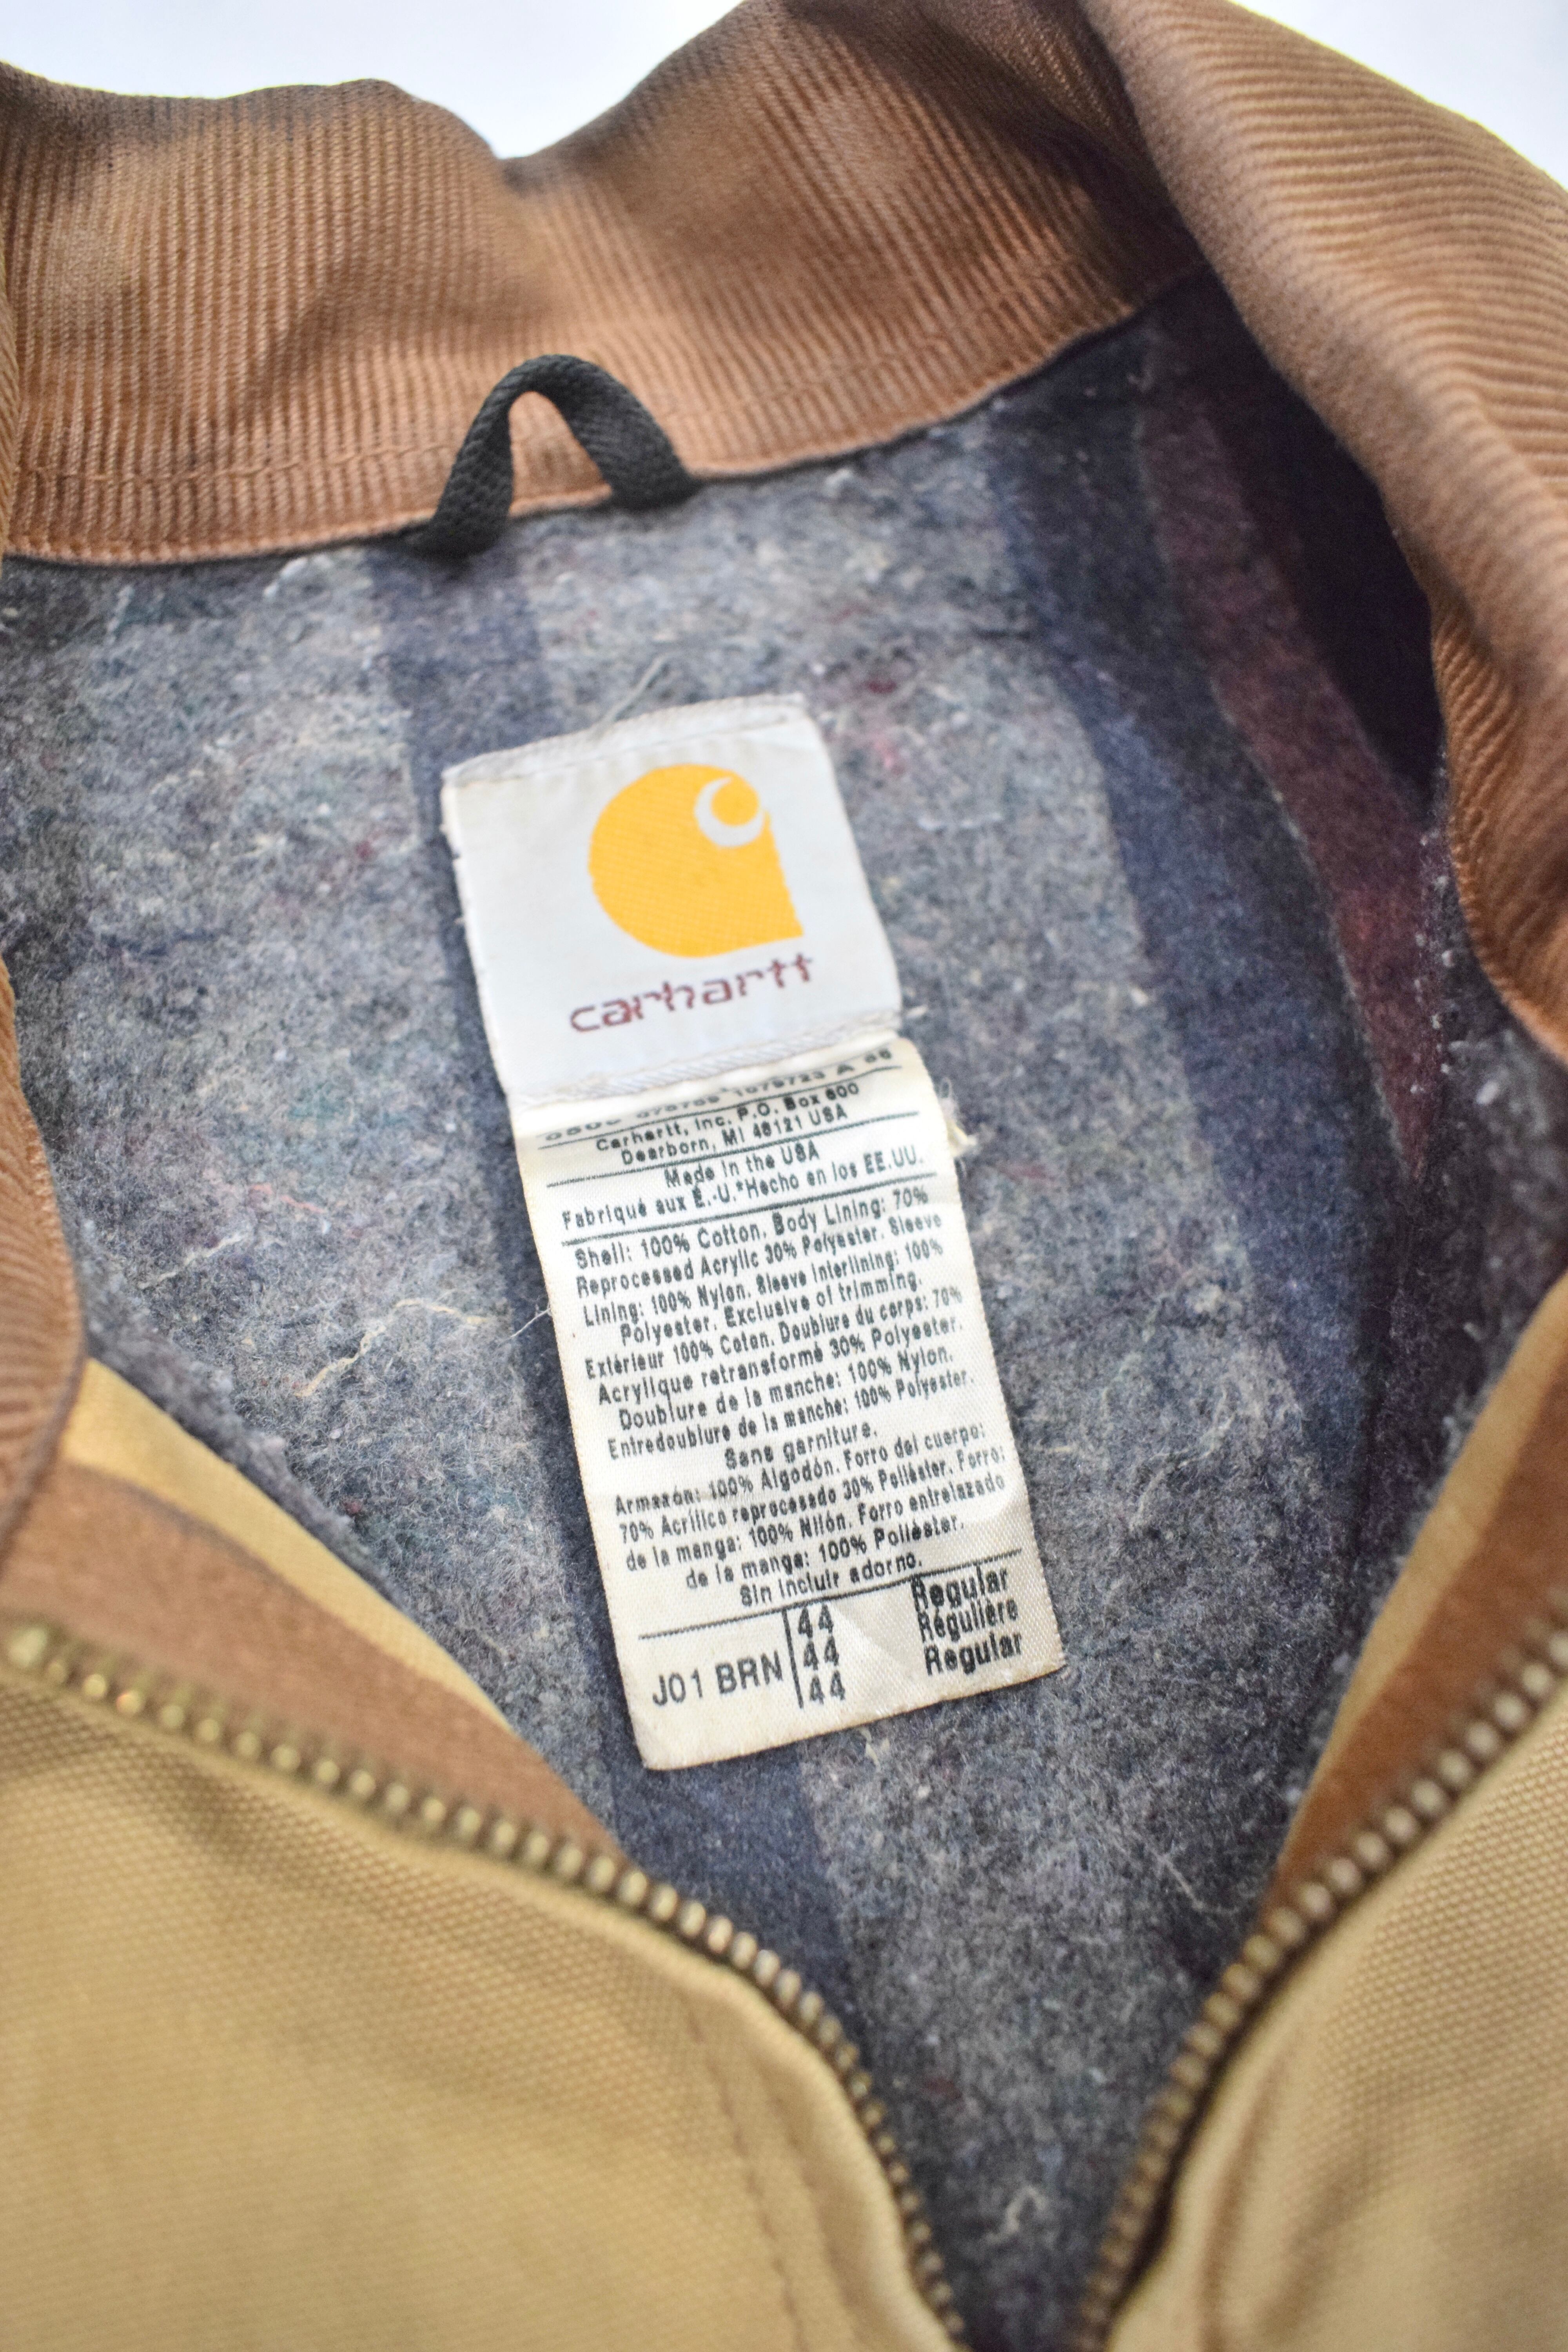 carhartt
Carhartt, Inc. P.O. Box 600
Dearborn, MI 48121 USA
Made in the USA
Fabriqué aux É.-U.*Hecho en los EE.UU.
Shell: 100% Cotton. Body Lining: 70%
Reprocessed Acrylic 30% Polyester. Sleeve
Lining: 100% Nylon. Sleeve Interlining: 100%
Polyester. Exclusive of trimming.
Extérieur 100% Coton. Doublure du corps: 70%
Acrylique retransformé 30% Polyester.
Doublure de la manche: 100% Nylon.
Entredoublure de la manche: 100% Polyester.
Sans garniture.
Armazón: 100% Algodón. Forro del cuerpo:
70% Acrílico reprocesado 30% Poliéster. Forro:
de la manga: 100% Nilón. Forro entrelazado
de la manga: 100% Poliéster.
Sin incluir adorno.
J01 BRN
44 Regular
44 Régulière
44 Regular